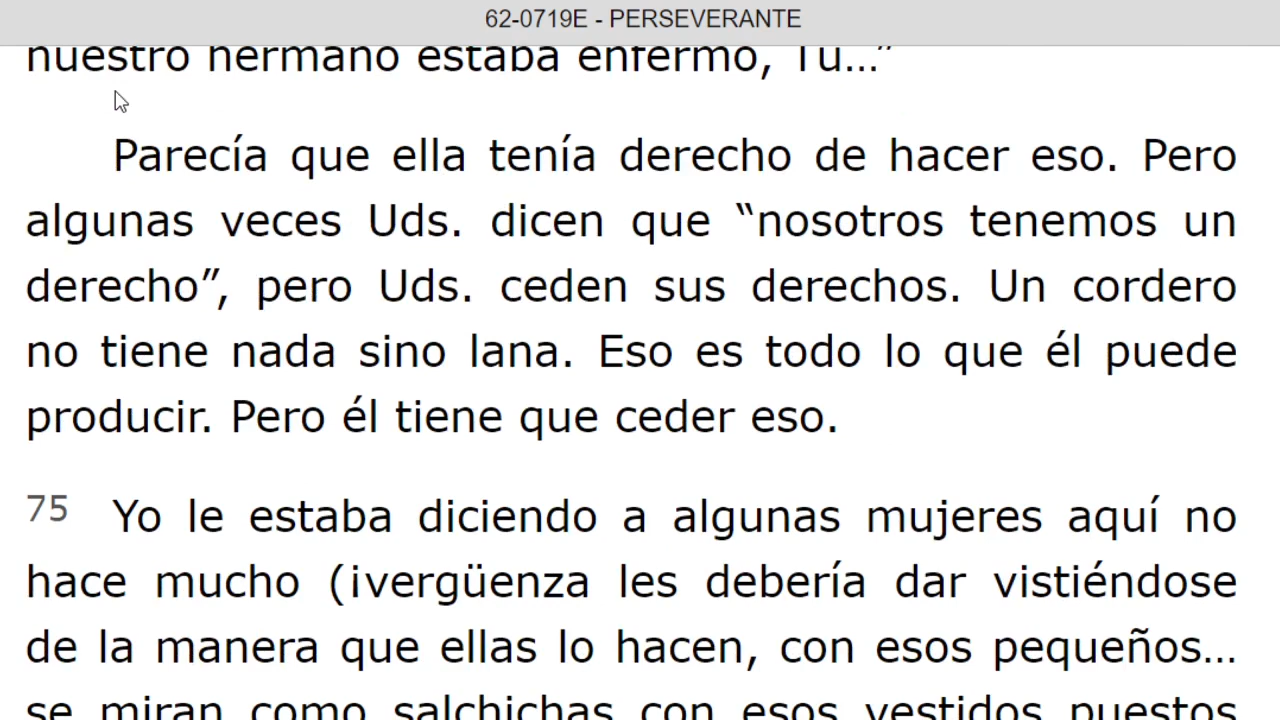 62-0719E - PERSEVERANTE
nuestro hermano estaba enfermo, Tú…”
Parecía que ella tenía derecho de hacer eso. Pero
algunas veces Uds. dicen que “nosotros tenemos un
derecho”, pero Uds. ceden sus derechos. Un cordero
no tiene nada sino lana. Eso es todo lo que él puede
producir. Pero él tiene que ceder eso.
75 Yo le estaba diciendo a algunas mujeres aquí no
hace mucho (¡vergüenza les debería dar vistiéndose
de la manera que ellas lo hacen, con esos pequeños…
se miran como salchichas con esos vestidos puestos